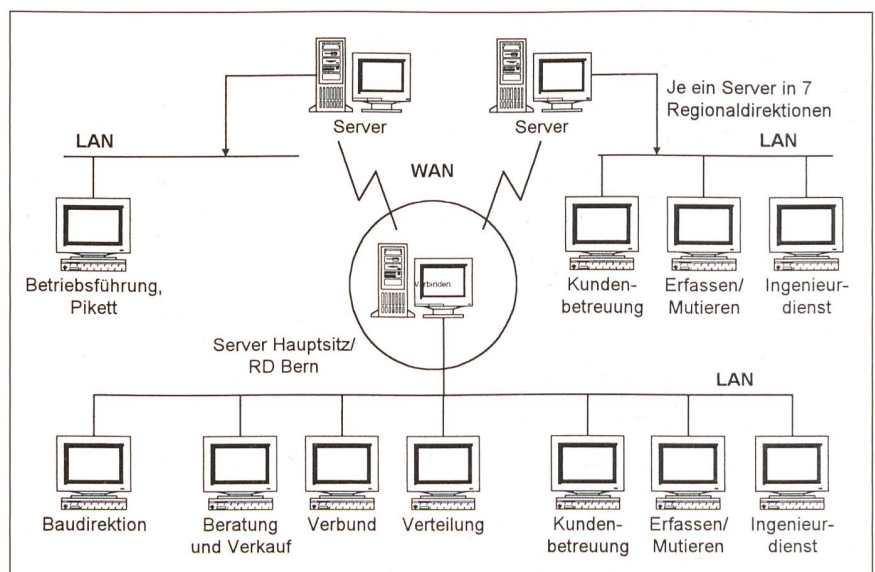 Server
Server
Je ein Server in 7
Regionaldirektionen
LAN
LAN
WAN
Betriebsführung,
Pikett
Verbinden
Kunden-
betreuung
Erfassen/
Mutieren
Ingenieur-
dienst
Server Hauptsitz/
RD Bern
LAN
Baudirektion
Beratung
und Verkauf
Verbund
Verteilung
Kunden-
betreuung
Erfassen/
Mutieren
Ingenieur-
dienst